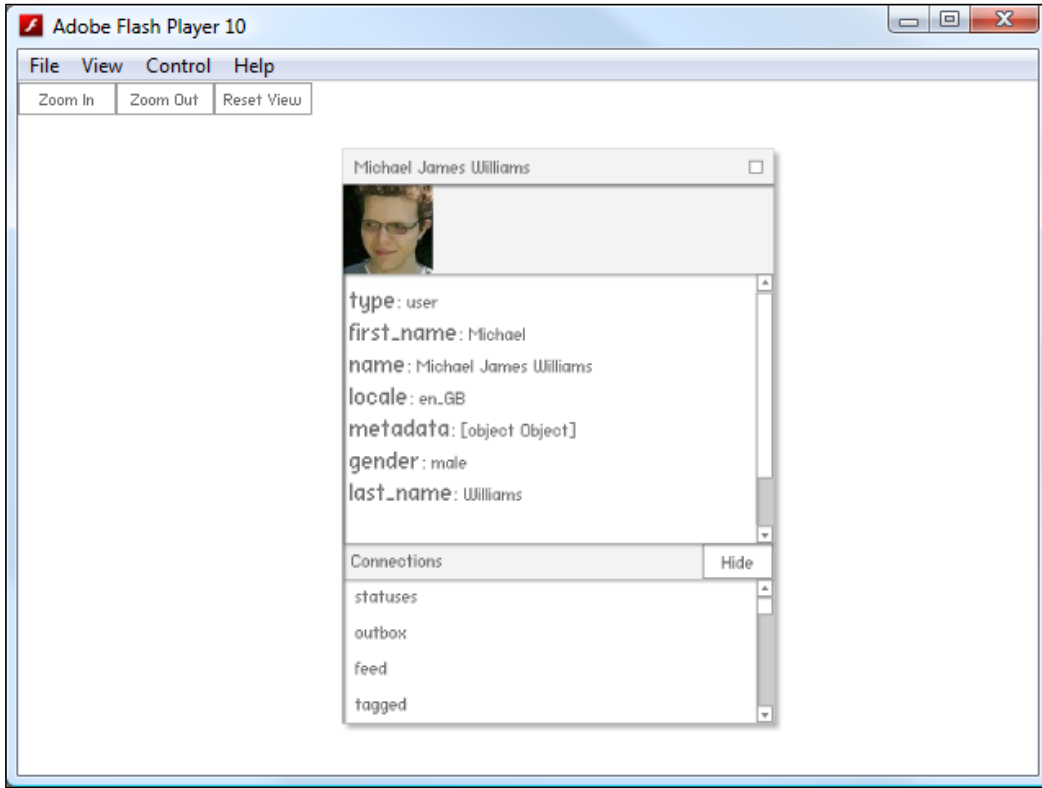 Adobe Flash Player 10
File View Control Help
Zoom In Zoom Out Reset View
Michael James Williams
type: user
first_name: Michael
name: Michael James Williams
locale: en_GB
metadata: [object Object]
gender: male
last_name: Williams
Connections Hide
statuses
outbox
feed
tagged